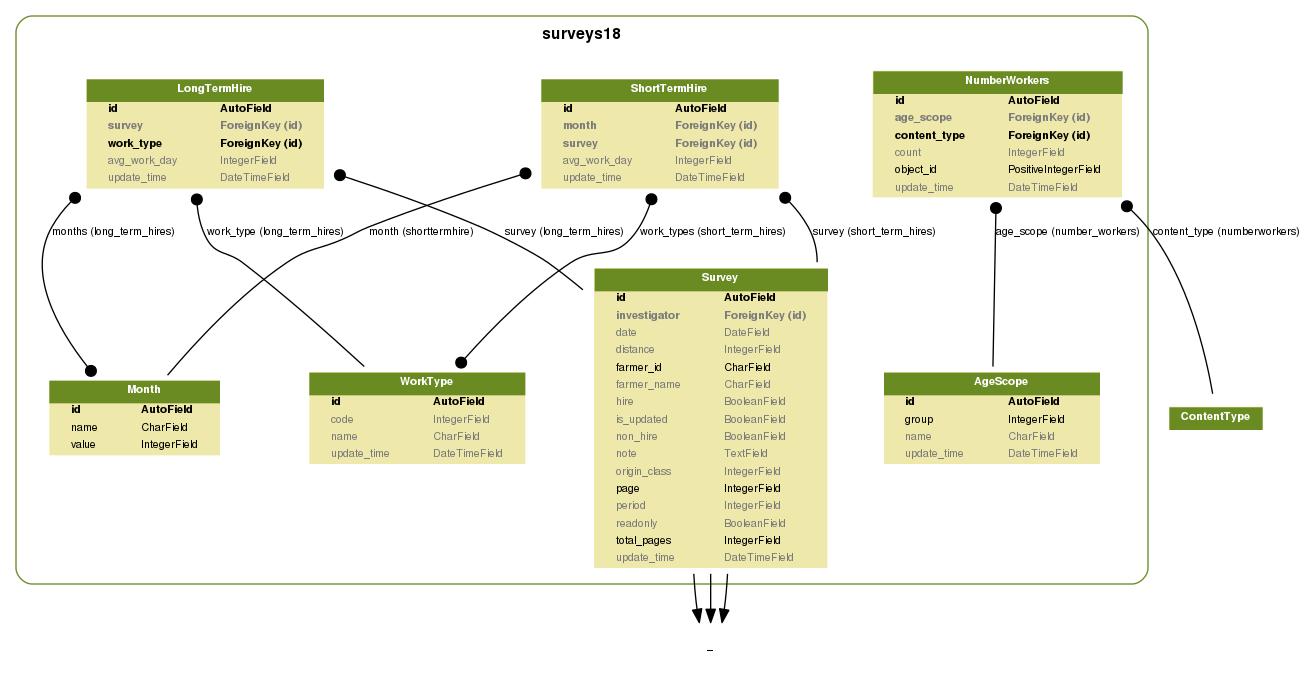 surveys18
LongTermHire
id AutoField
survey ForeignKey (id)
work_type ForeignKey (id)
avg_work_day IntegerField
update_time DateTimeField
ShortTermHire
id AutoField
month ForeignKey (id)
survey ForeignKey (id)
avg_work_day IntegerField
update_time DateTimeField
NumberWorkers
id AutoField
age_scope ForeignKey (id)
content_type ForeignKey (id)
count IntegerField
object_id PositiveIntegerField
update_time DateTimeField
months (long_term_hires)
work_type (long_term_hires)
month (shorttermhire)
survey (long_term_hires)
work_types (short_term_hires)
survey (short_term_hires)
age_scope (number_workers)
content_type (numberworkers)
Month
id AutoField
name CharField
value IntegerField
WorkType
id AutoField
code IntegerField
name CharField
update_time DateTimeField
Survey
id AutoField
investigator ForeignKey (id)
date DateField
distance IntegerField
farmer_id CharField
farmer_name CharField
hire BooleanField
is_updated BooleanField
non_hire BooleanField
note TextField
origin_class IntegerField
page IntegerField
period IntegerField
readonly BooleanField
total_pages IntegerField
update_time DateTimeField
AgeScope
id AutoField
group IntegerField
name CharField
update_time DateTimeField
ContentType
_